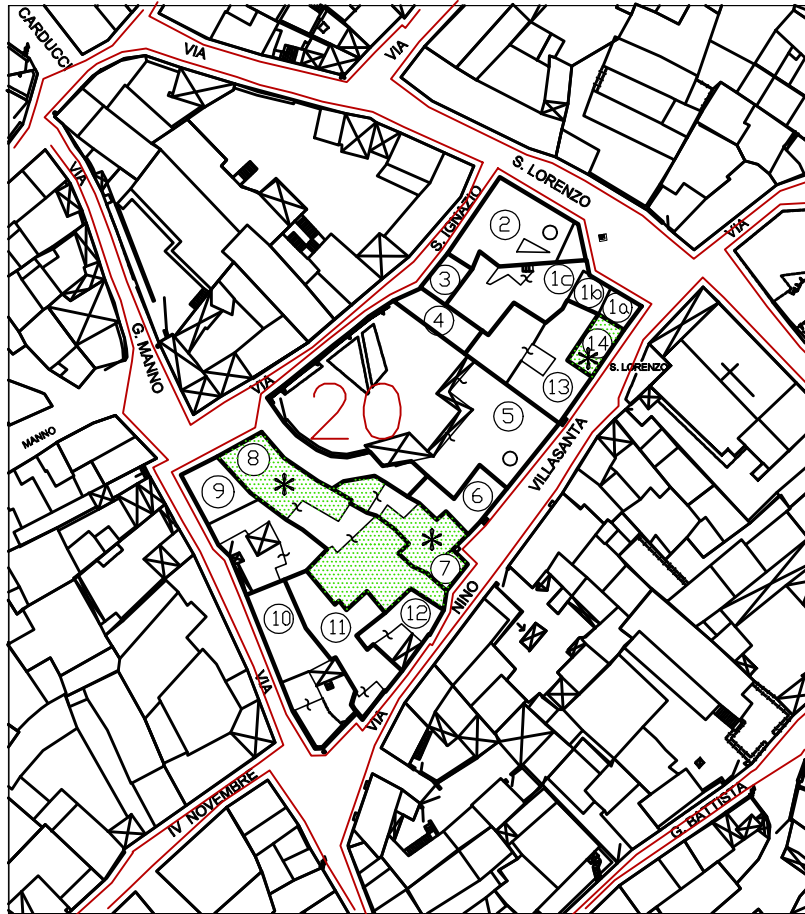 CARDUCCI
VIA
VIA
S. LORENZO
VIA
VIA
S. IGNAZIO
2
3
1c
1b
1a
4
14
S. LORENZO
13
G. MANNO
VIA
20
5
MANNO
VILLASANTA
8
*
9
6
*
7
NINO
10
11
12
VIA
VIA
IV NOVEMBRE
G. BATTISTA